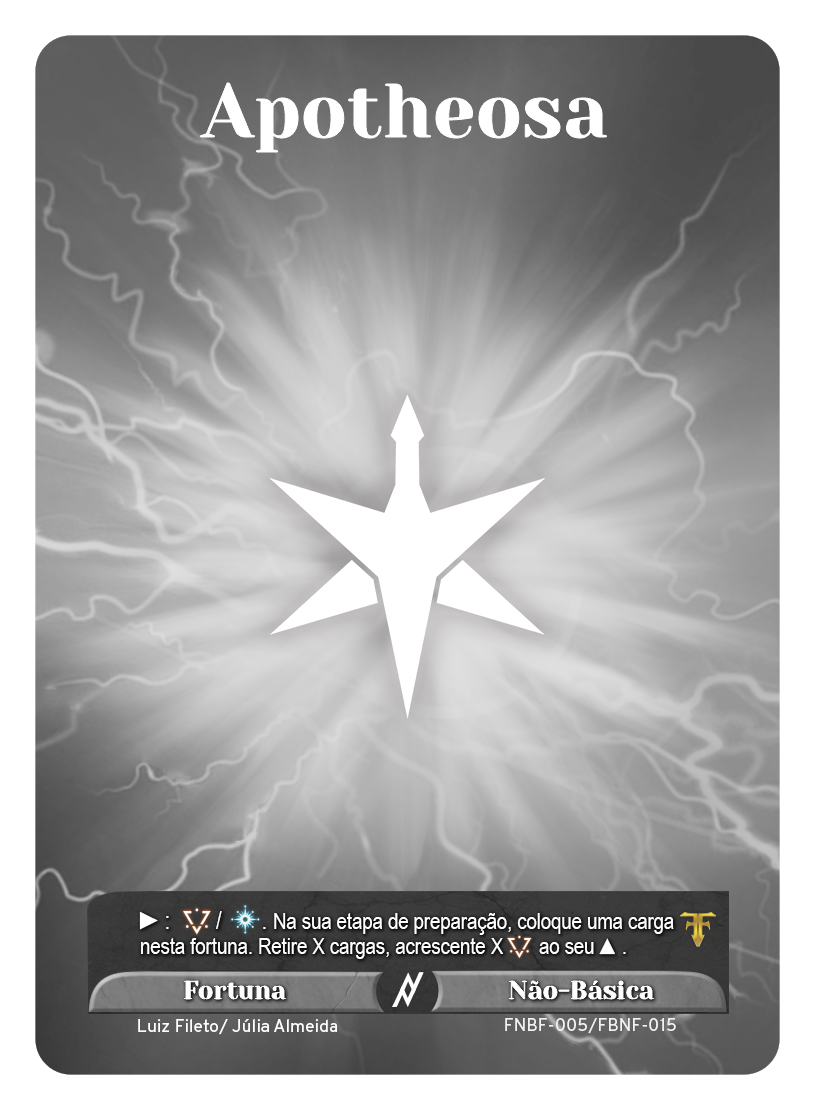 Apotheosa
▶ : / . Na sua etapa de preparação, coloque uma carga
nesta fortuna. Retire X cargas, acrescente X ao seu ▲ .
Fortuna
Não-Básica
Luiz Fileto/ Júlia Almeida
FNBF-005/FBNF-015